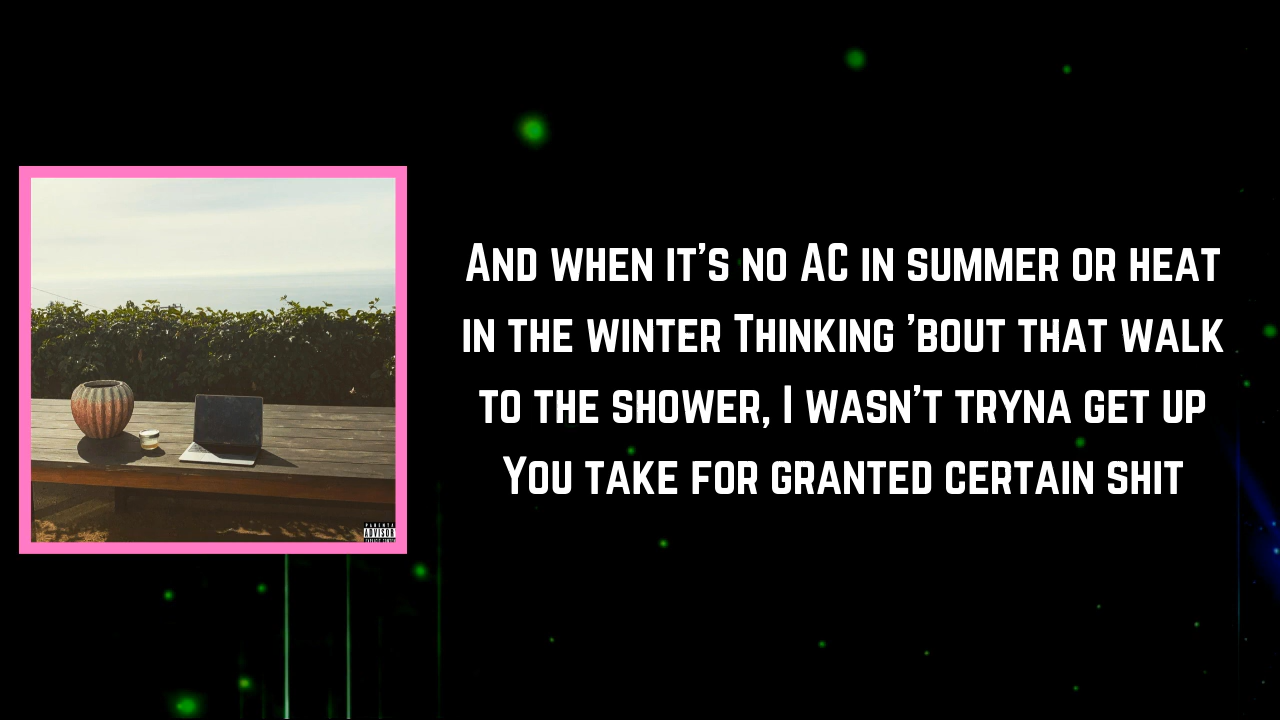 AND WHEN IT'S NO AC IN SUMMER OR HEAT
IN THE WINTER THINKING 'BOUT THAT WALK
TO THE SHOWER, I WASN'T TRYNA GET UP
YOU TAKE FOR GRANTED CERTAIN SHIT
ADVISOR